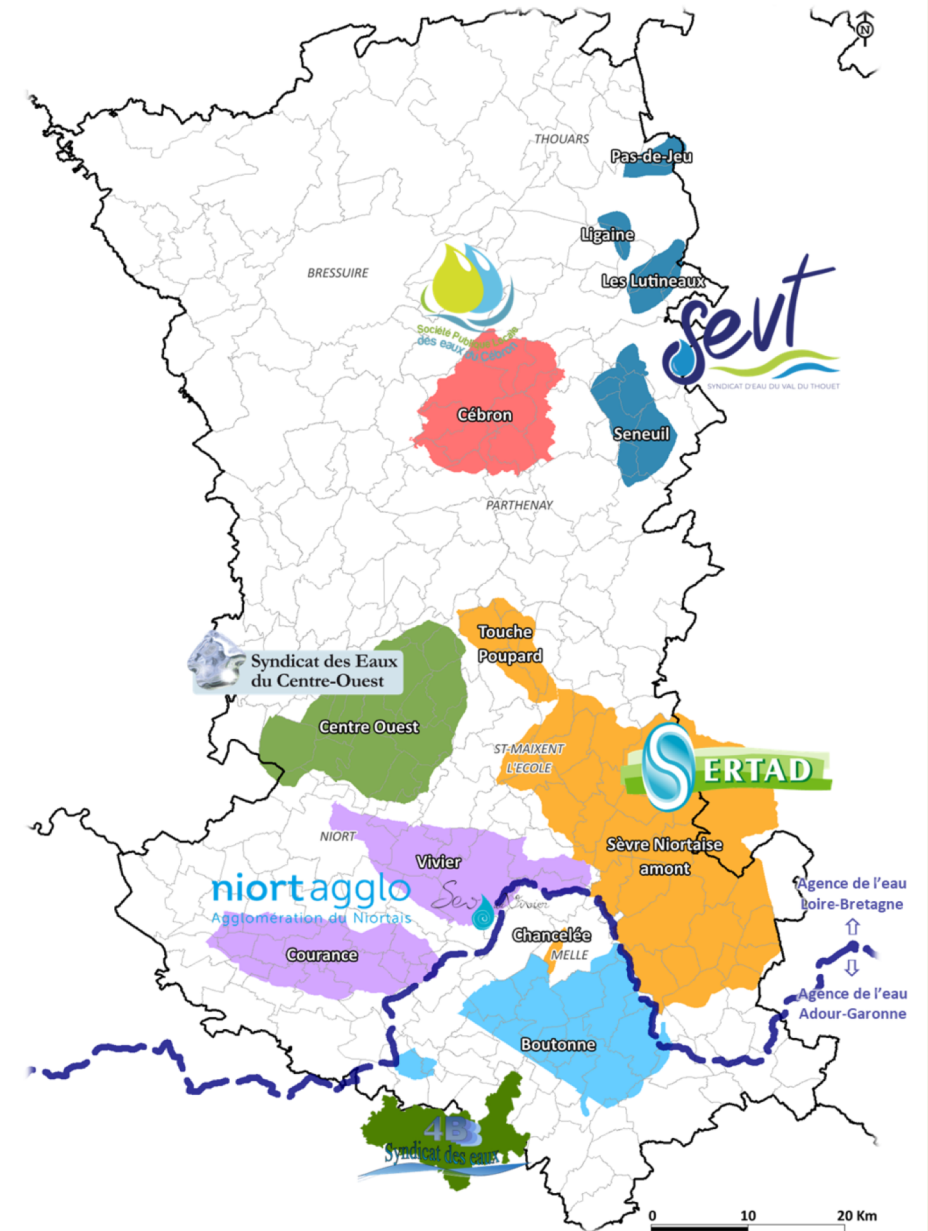 N
THOUARS
Pas-de-Jeu
Ligaine
BRESSUIRE
Les Lutineaux
Société Publique Locale
des eaux du Cébron
sevt
SYNDICAT D'EAU DU VAL DU THOUET
Cébron
Seneuil
PARTHENAY
Touche
Poupard
Syndicat des Eaux
du Centre-Ouest
Centre Ouest
ST-MAIXENT
L'ECOLE
SERTAD
NIORT
Sèvre Niortaise
amont
Vivier
niortagglo
Agglomération du Niortais
Agence de l'eau
Loire-Bretagne
Chancelée
MELLE
Courance
Agence de l'eau
Adour-Garonne
Boutonne
4B
Syndicat des eaux
0 10 20 Km